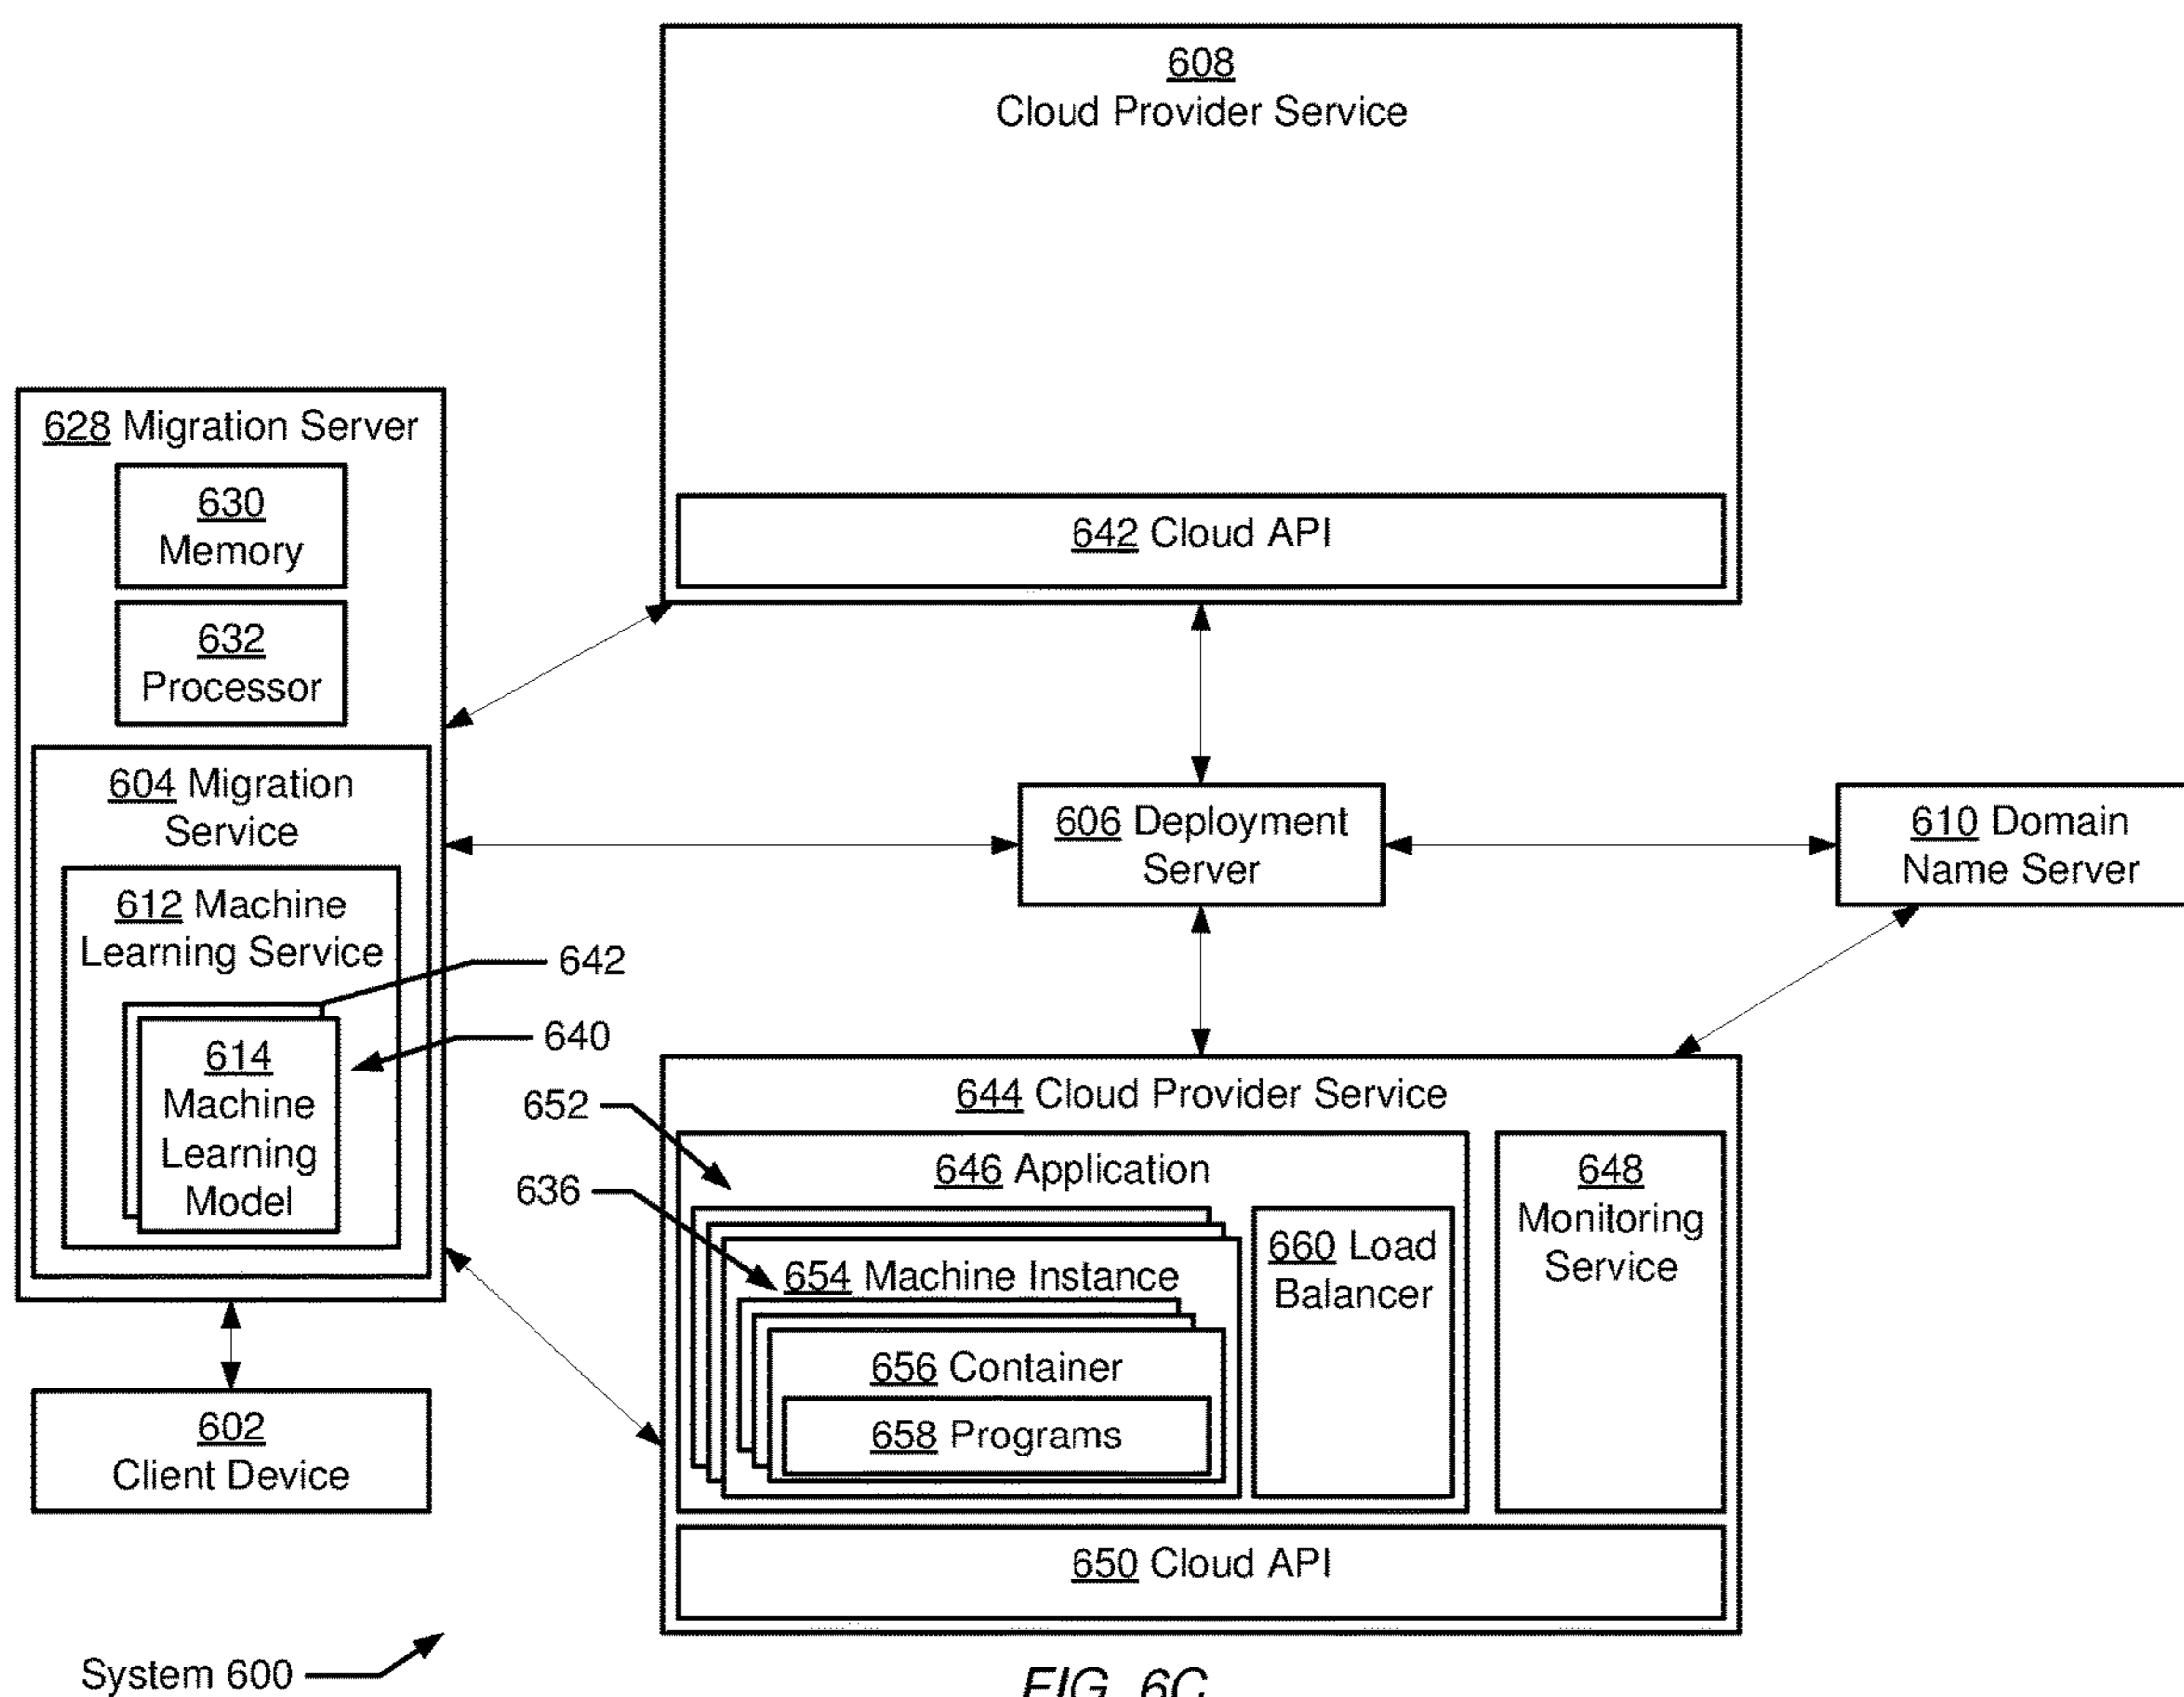 608
Cloud Provider Service
642 Cloud API
628 Migration Server
630
Memory
632
Processor
604 Migration
Service
612 Machine
Learning Service
642
640
614
Machine
Learning
Model
602
Client Device
606 Deployment
Server
610 Domain
Name Server
644 Cloud Provider Service
652
646 Application
636
654 Machine Instance
656 Container
658 Programs
660 Load
Balancer
648
Monitoring
Service
650 Cloud API
System 600
FIG. 6C